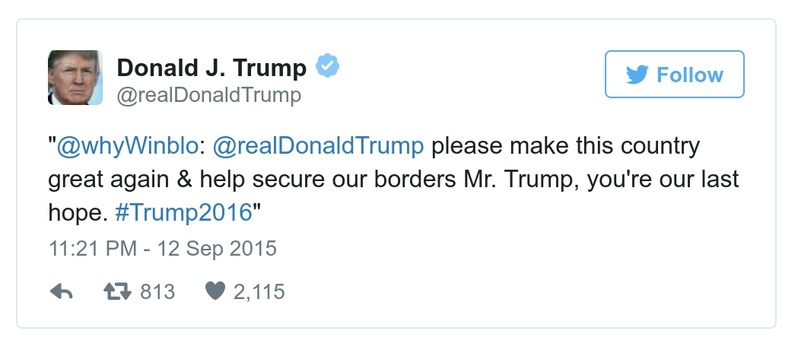 Donald J. Trump
@realDonaldTrump
Follow
"@whyWinblo: @realDonaldTrump please make this country
great again & help secure our borders Mr. Trump, you're our last
hope. #Trump2016"
11:21 PM - 12 Sep 2015
813 2,115